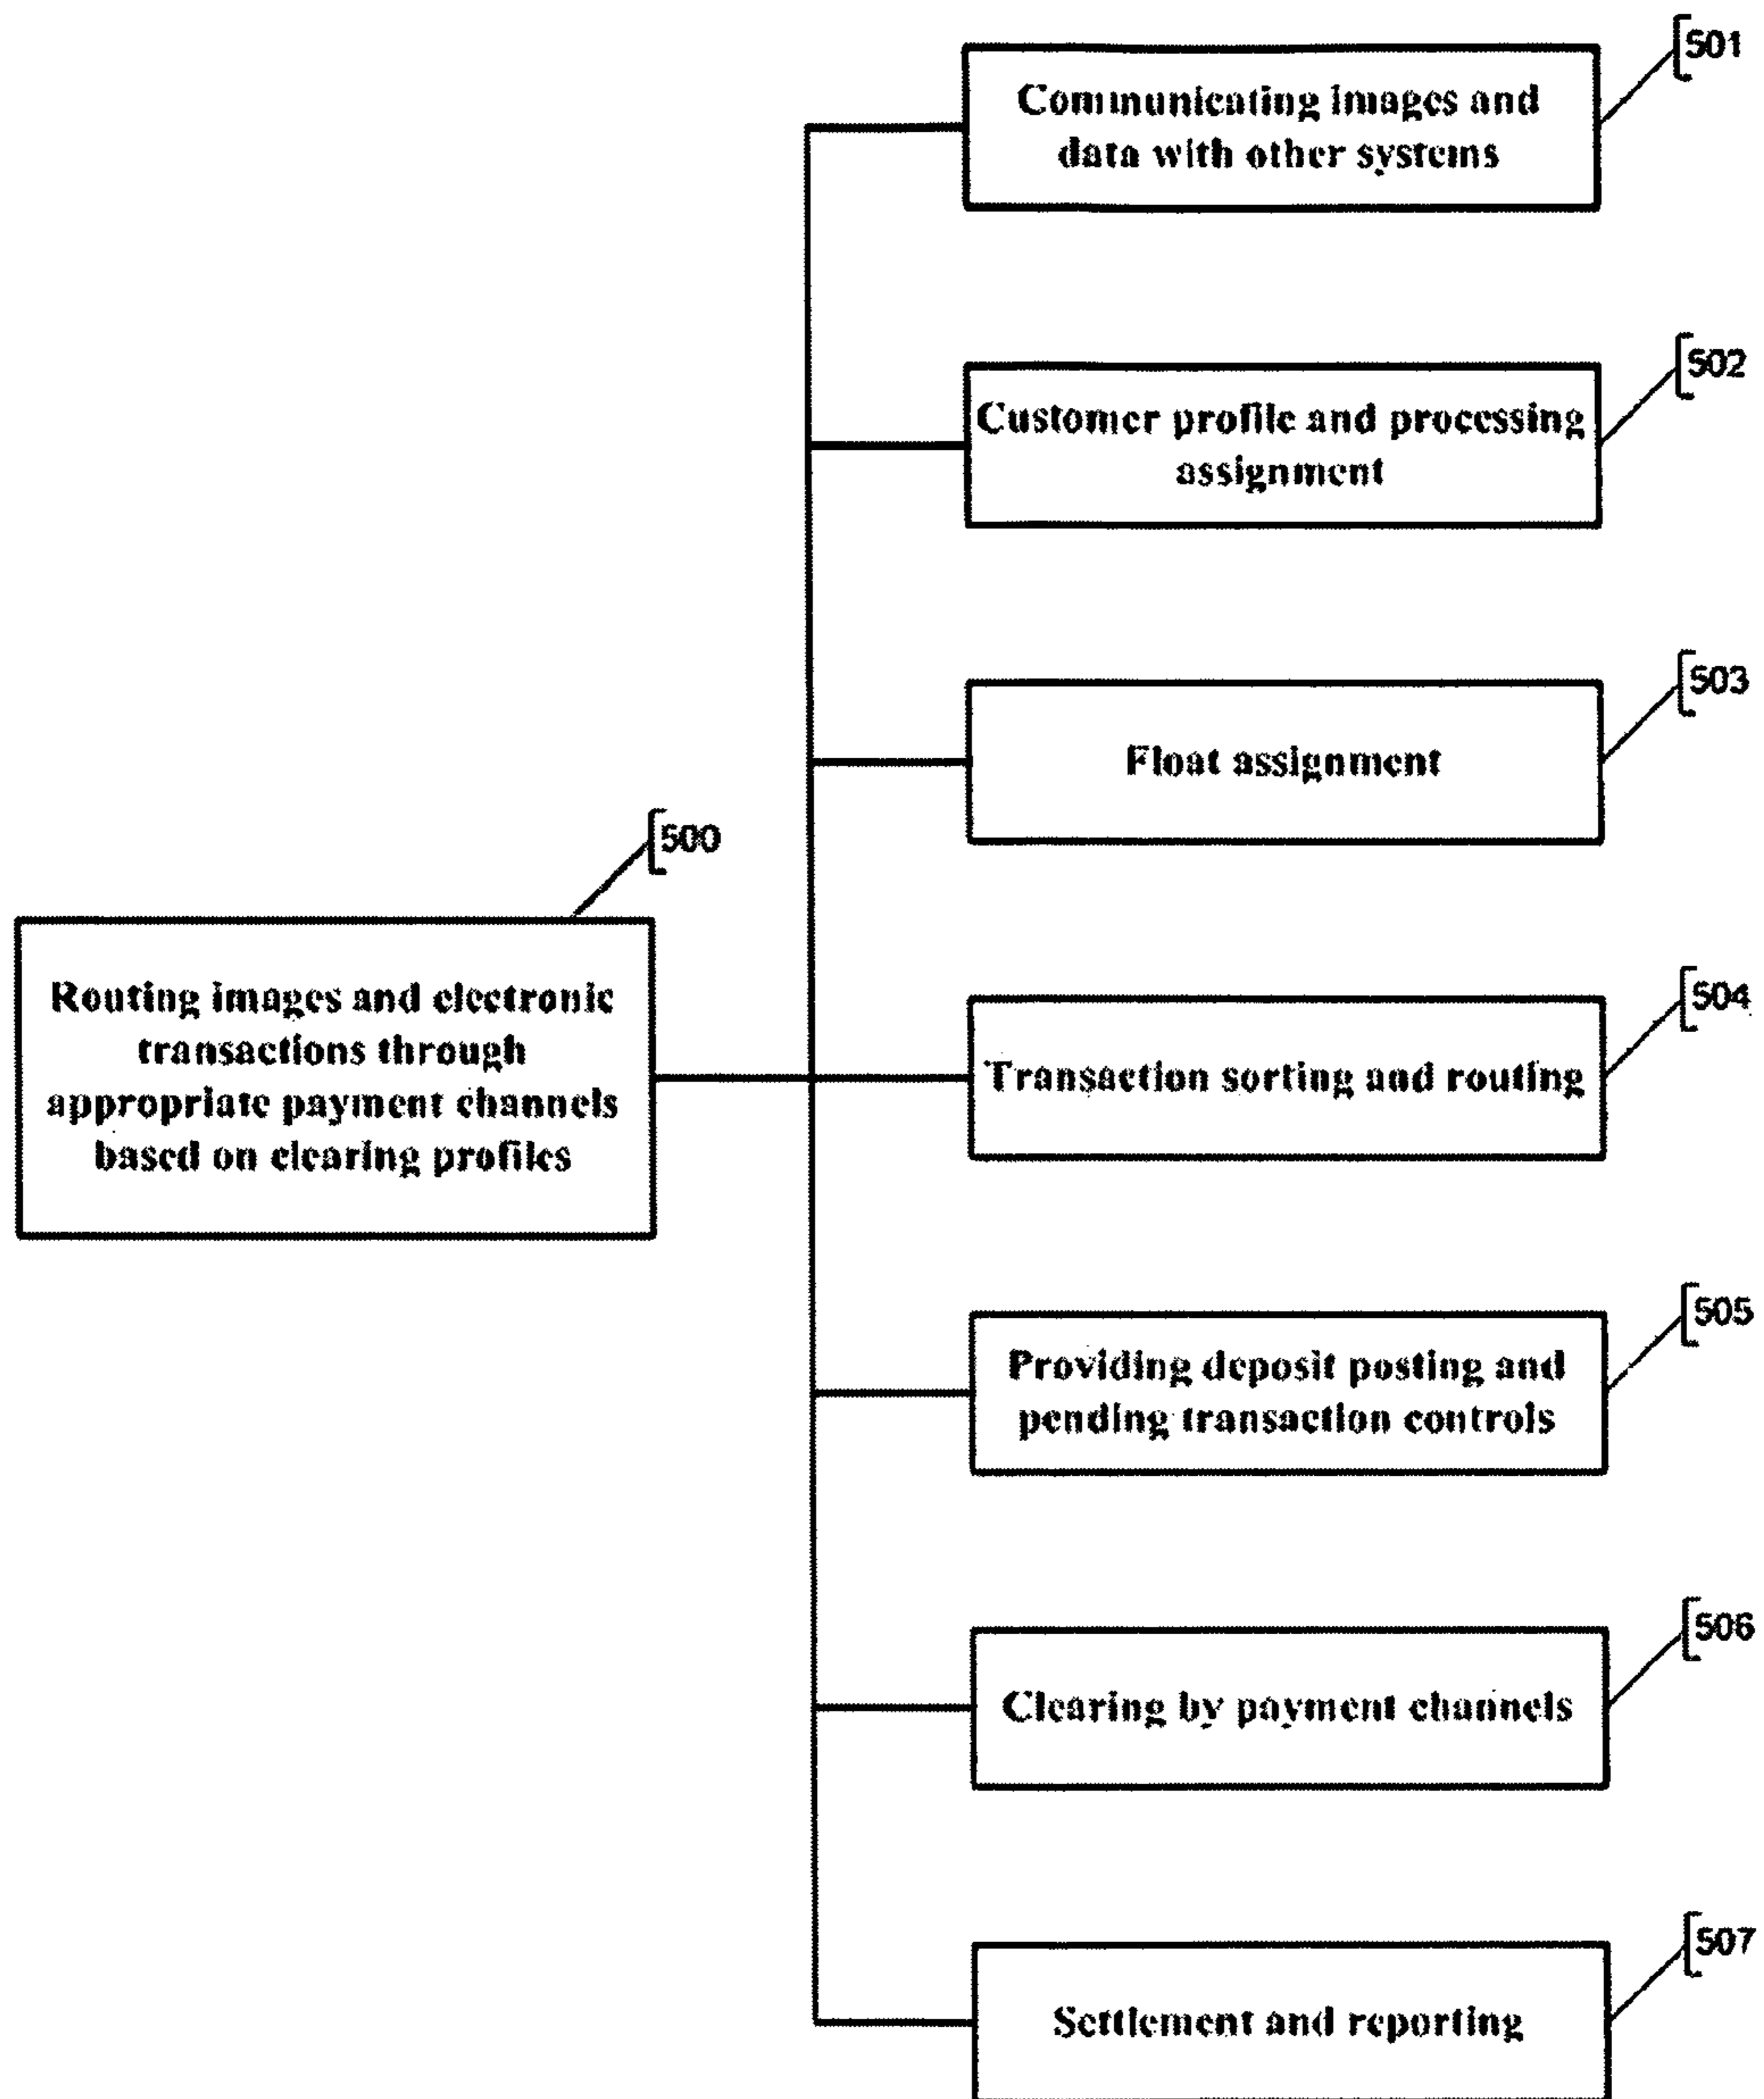 501
Communicating images and
data with other systems
502
Customer profile and processing
assignment
503
Float assignment
500
Routing images and electronic
transactions through
appropriate payment channels
based on clearing profiles
504
Transaction sorting and routing
505
Providing deposit posting and
pending transaction controls
506
Clearing by payment channels
507
Settlement and reporting